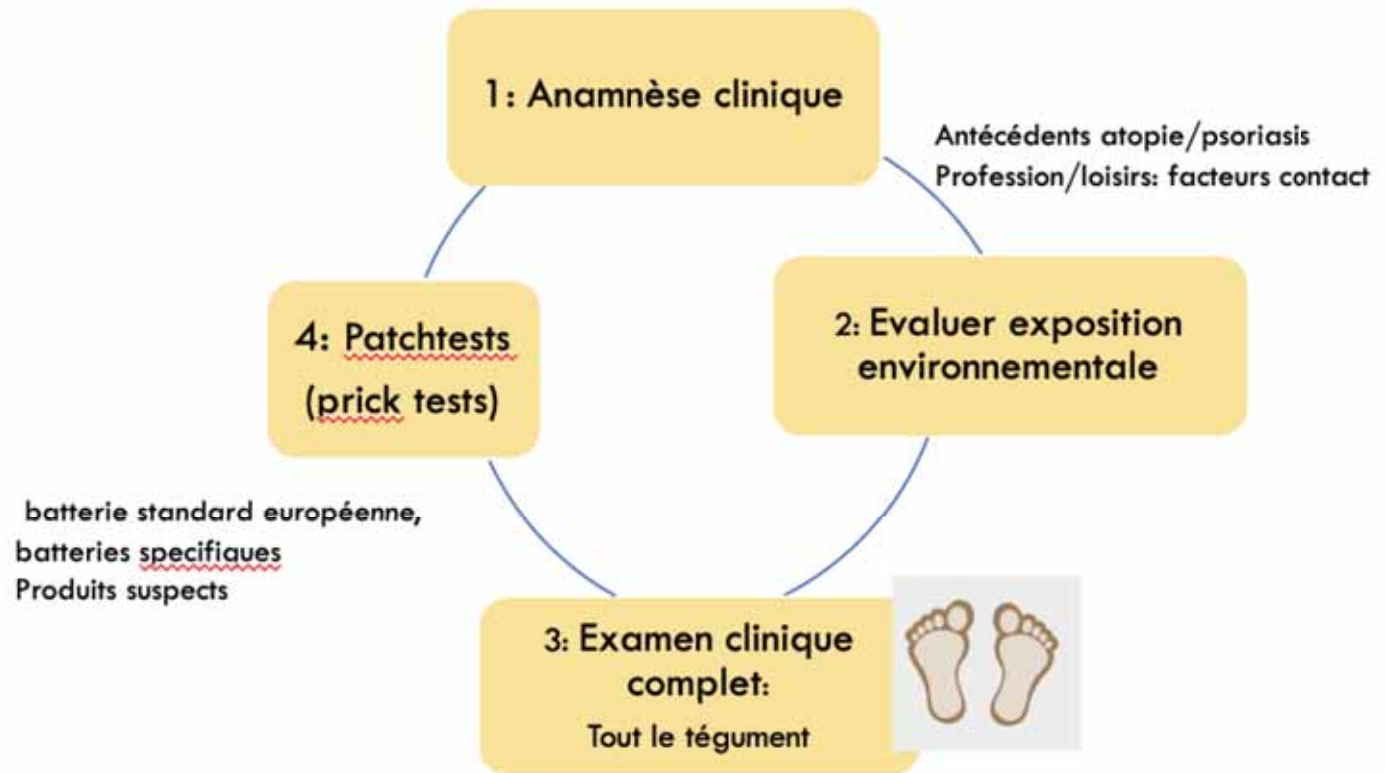 1: Anamnèse clinique
Antécédents atopie/psoriasis
Profession/loisirs: facteurs contact
2: Evaluer exposition
environnementale
3: Examen clinique
complet:
Tout le tégument
4: Patchtests
(prick tests)
batterie standard européenne,
batteries specifiques
Produits suspects